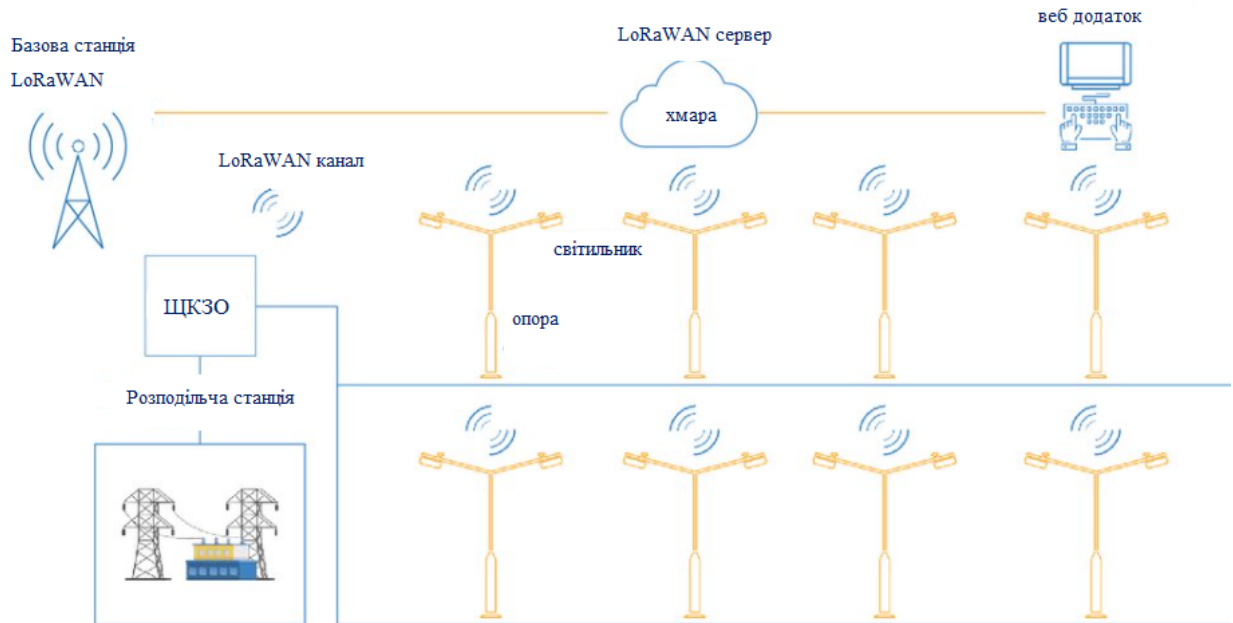 веб додаток
LoRaWAN сервер
Базова станція
LoRaWAN
хмара
LoRaWAN канал
світильник
ЩКЗО
опора
Розподільча станція